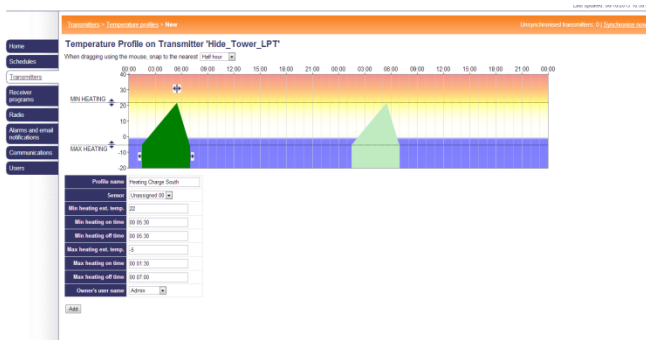 Transmitters > Temperature profiles > New
Unsynchronised transmitters: 0 | Synchronise now
Home
Schedules
Transmitters
Receiver programs
Radio
Alarms and email notifications
Communications
Users
Temperature Profile on Transmitter 'Hide_Tower_LPT'
When dragging using the mouse, snap to the nearest Half hour
00:00 03:00 06:00 09:00 12:00 15:00 18:00 21:00 00:00 03:00 06:00 09:00 12:00 15:00 18:00 21:00 00:00
40
30
MIN HEATING 20
10
0
MAX HEATING -10
-20
Profile name Heating Charge South
Sensor Unassigned 00
Min heating ext. temp. 22
Min heating on time 00 05:30
Min heating off time 00 05:30
Max heating ext. temp. -5
Max heating on time 00 01:30
Max heating off time 00 07:00
Owner's user name Admin
Add